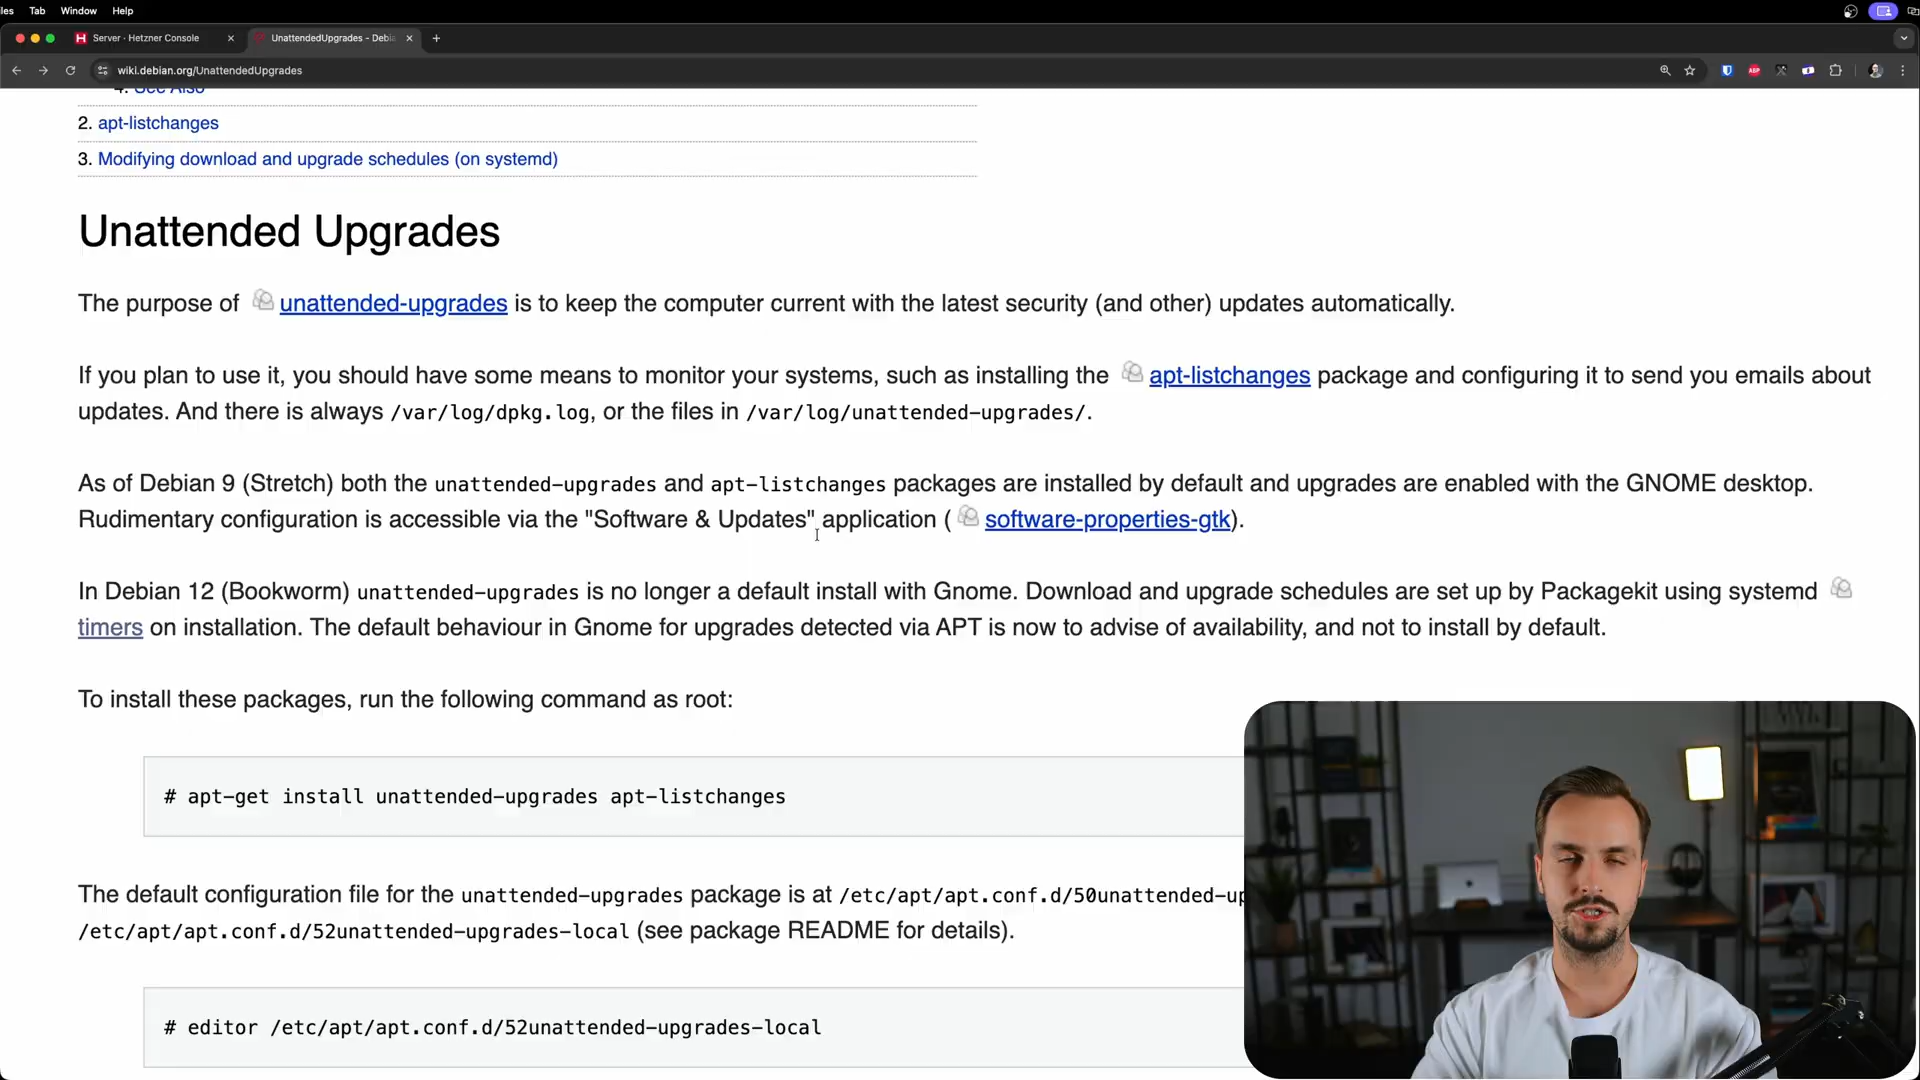 les Tab Window Help
Server · Hetzner Console
UnattendedUpgrades - Debi
wiki.debian.org/UnattendedUpgrades
ABP
4. See Also
2. apt-listchanges
3. Modifying download and upgrade schedules (on systemd)
Unattended Upgrades
The purpose of unattended-upgrades is to keep the computer current with the latest security (and other) updates automatically.
If you plan to use it, you should have some means to monitor your systems, such as installing the apt-listchanges package and configuring it to send you emails about
updates. And there is always /var/log/dpkg.log, or the files in /var/log/unattended-upgrades/.
As of Debian 9 (Stretch) both the unattended-upgrades and apt-listchanges packages are installed by default and upgrades are enabled with the GNOME desktop.
Rudimentary configuration is accessible via the "Software & Updates" application ( software-properties-gtk).
In Debian 12 (Bookworm) unattended-upgrades is no longer a default install with Gnome. Download and upgrade schedules are set up by Packagekit using systemd
timers on installation. The default behaviour in Gnome for upgrades detected via APT is now to advise of availability, and not to install by default.
To install these packages, run the following command as root:
# apt-get install unattended-upgrades apt-listchanges
The default configuration file for the unattended-upgrades package is at /etc/apt/apt.conf.d/50unattended-up
/etc/apt/apt.conf.d/52unattended-upgrades-local (see package README for details).
# editor /etc/apt/apt.conf.d/52unattended-upgrades-local